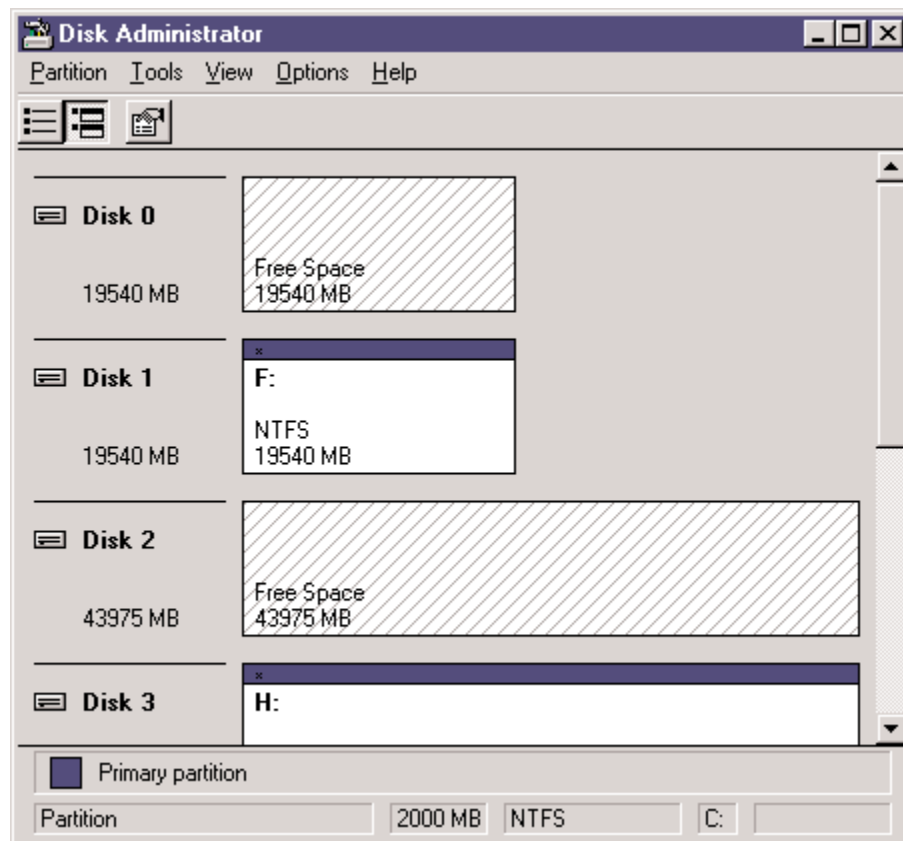 Disk Administrator
Partition Tools View Options Help
Disk 0
19540 MB
Free Space
19540 MB
Disk 1
19540 MB
F:
NTFS
19540 MB
Disk 2
43975 MB
Free Space
43975 MB
Disk 3
H:
Primary partition
Partition 2000 MB NTFS C: